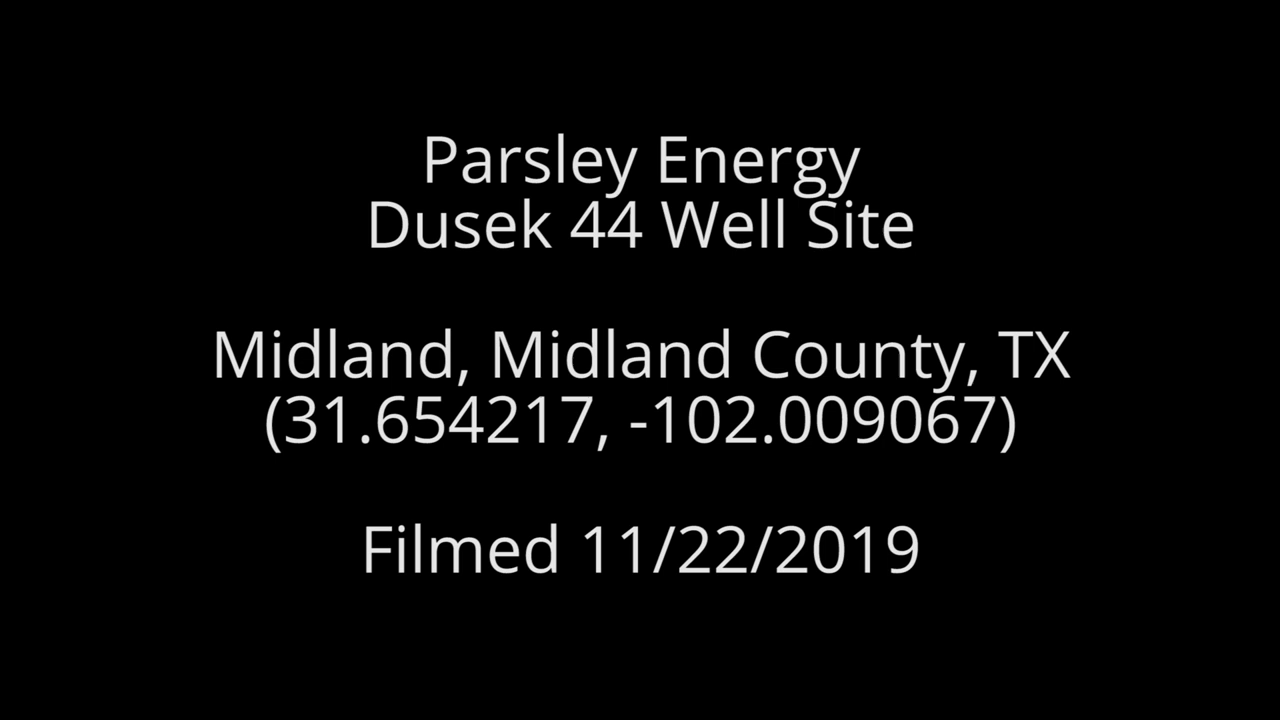 Parsley Energy
Dusek 44 Well Site
Midland, Midland County, TX
(31.654217, -102.009067)
Filmed 11/22/2019